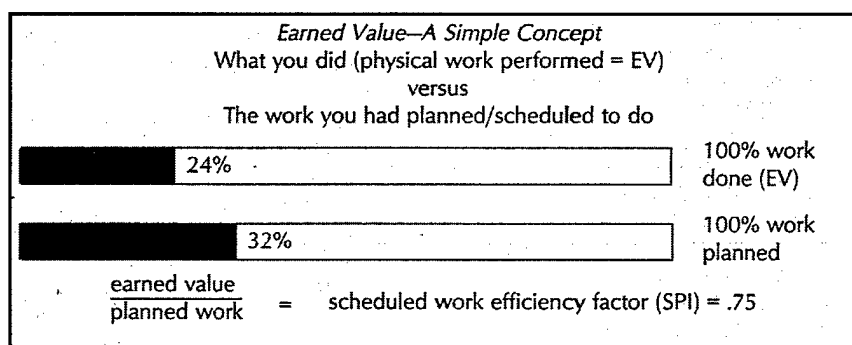 Earned Value—A Simple Concept
What you did (physical work performed = EV)
versus
The work you had planned/scheduled to do
24%
100% work
done (EV)
32%
100% work
planned
earned value
planned work
= scheduled work efficiency factor (SPI) = .75